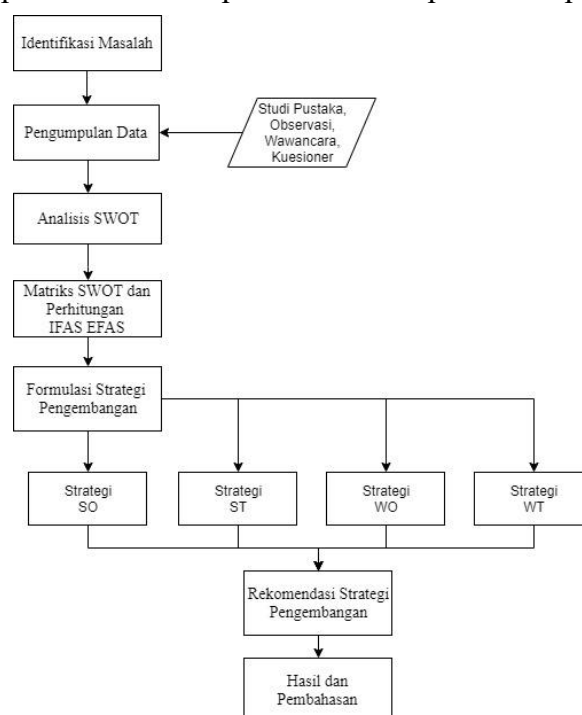 Identifikasi Masalah
Pengumpulan Data
Studi Pustaka,
Observasi,
Wawancara,
Kuesioner
Analisis SWOT
Matriks SWOT dan
Perhitungan
IFAS EFAS
Formulasi Strategi
Pengembangan
Strategi
SO
Strategi
ST
Strategi
WO
Strategi
WT
Rekomendasi Strategi
Pengembangan
Hasil dan
Pembahasan